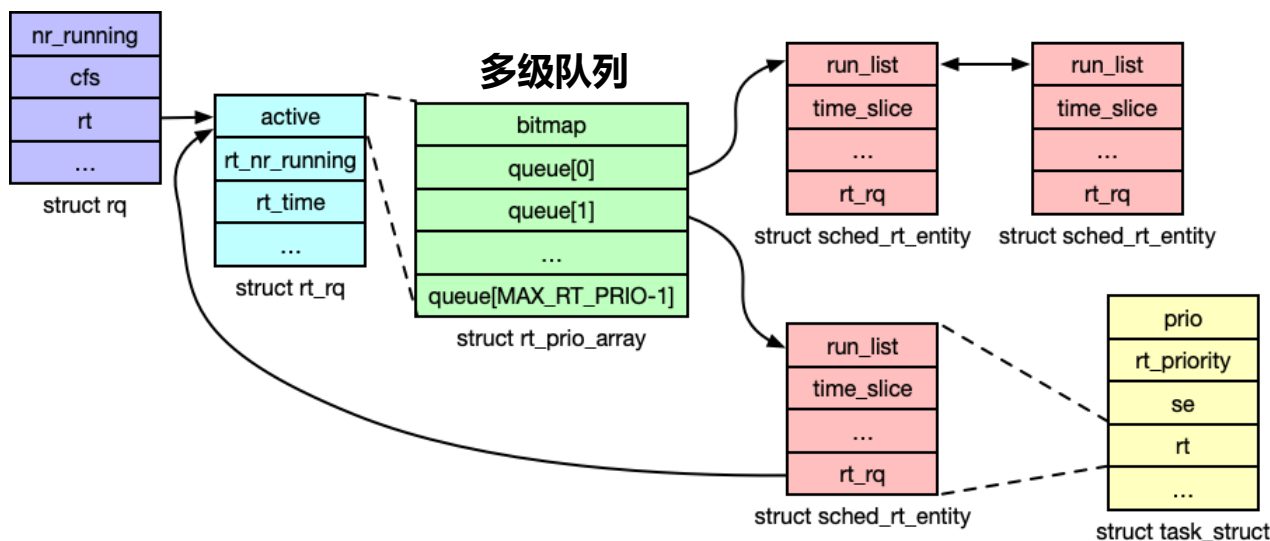 nr_running
cfs
rt
...
struct rq
active
rt_nr_running
rt_time
...
struct rt_rq
多级队列
bitmap
queue[0]
queue[1]
...
queue[MAX_RT_PRIO-1]
struct rt_prio_array
run_list
time_slice
...
rt_rq
struct sched_rt_entity
run_list
time_slice
...
rt_rq
struct sched_rt_entity
run_list
time_slice
...
rt_rq
struct sched_rt_entity
prio
rt_priority
se
rt
...
struct task_struct